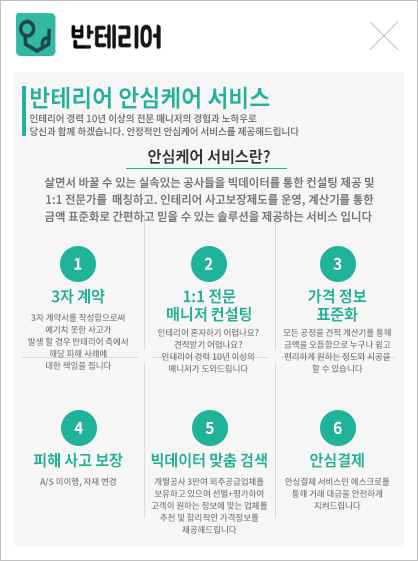 반테리어
반테리어 안심케어 서비스
인테리어 경력 10년 이상의 전문 매니저의 경험과 노하우로
당신과 함께 하겠습니다. 안정적인 안심케어 서비스를 제공해드립니다
안심케어 서비스란?
살면서 바꿀 수 있는 실속있는 공사들을 빅데이터를 통한 컨설팅 제공 및
1:1 전문가를 매칭하고. 인테리어 사고보장제도를 운영, 계산기를 통한
금액 표준화로 간편하고 믿을 수 있는 솔루션을 제공하는 서비스 입니다
1
3자 계약
3자 계약서를 작성함으로써
예기치 못한 사고가
발생 할 경우 반테리어 측에서
해당 피해 사례에
대한 책임을 집니다
2
1:1 전문
매니저 컨설팅
인테리어 혼자하기 어렵나요?
견적받기 어렵나요?
인테리어 경력 10년 이상의
매니저가 도와드립니다
3
가격 정보
표준화
모든 공정을 견적 계산기를 통해
금액을 오픈함으로 누구나 쉽고
편리하게 원하는 정도와 시공을
할 수 있습니다
4
피해 사고 보장
A/S 미이행, 자재 변경
5
빅데이터 맞춤 검색
개별공사 3만여 외주공급업체를
보유하고 있으며 선별+평가하여
고객이 원하는 정보에 맞는 업체를
추천 및 합리적인 가격정보를
제공해드립니다
6
안심결제
안심결제 서비스인 에스크로를
통해 거래 대금을 안전하게
지켜드립니다